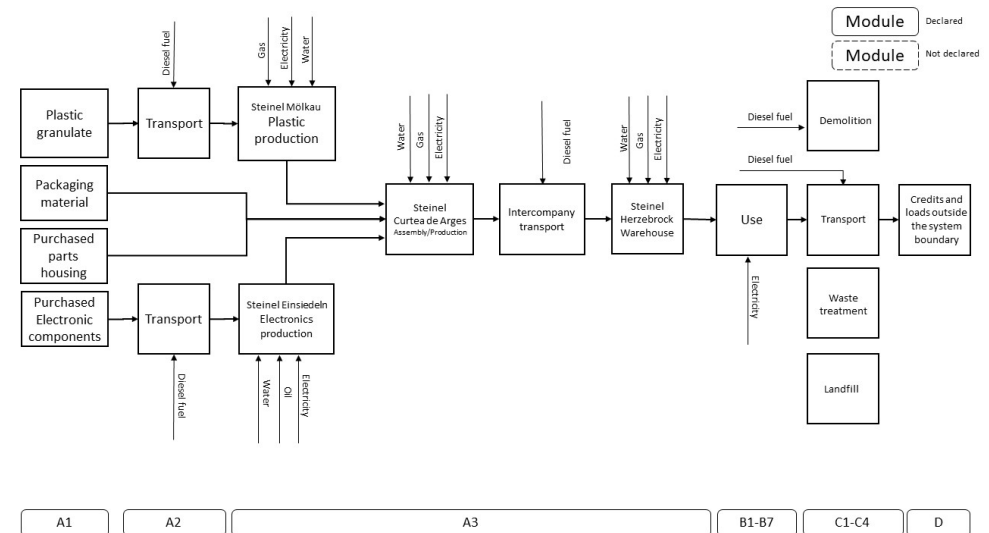 Module
Declared
Module
Not declared
Diesel fuel
Gas
Electricity
Water
Plastic
granulate
Transport
Steinel Mölkau
Plastic
production
Diesel fuel
Demolition
Packaging
material
Water
Gas
Electricity
Diesel fuel
Water
Gas
Electricity
Diesel fuel
Purchased
parts
housing
Steinel
Curtea de Arges
Assembly/Production
Intercompany
transport
Steinel
Herzebrock
Warehouse
Use
Transport
Credits and
loads outside
the system
boundary
Purchased
Electronic
components
Transport
Steinel Einsiedeln
Electronics
production
Electricity
Waste
treatment
Diesel fuel
Water
Oil
Electricity
Landfill
A1
A2
A3
B1-B7
C1-C4
D